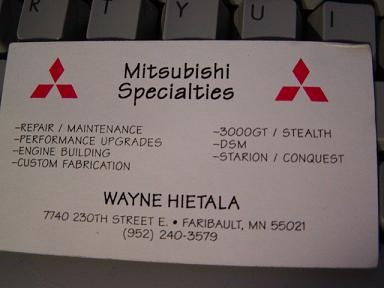 R T Y U I
Mitsubishi
Specialties
-REPAIR / MAINTENANCE
-PERFORMANCE UPGRADES
-ENGINE BUILDING
-CUSTOM FABRICATION
-3000GT / STEALTH
-DSM
-STARION / CONQUEST
WAYNE HIETALA
7740 230TH STREET E. • FARIBAULT, MN 55021
(952) 240-3579